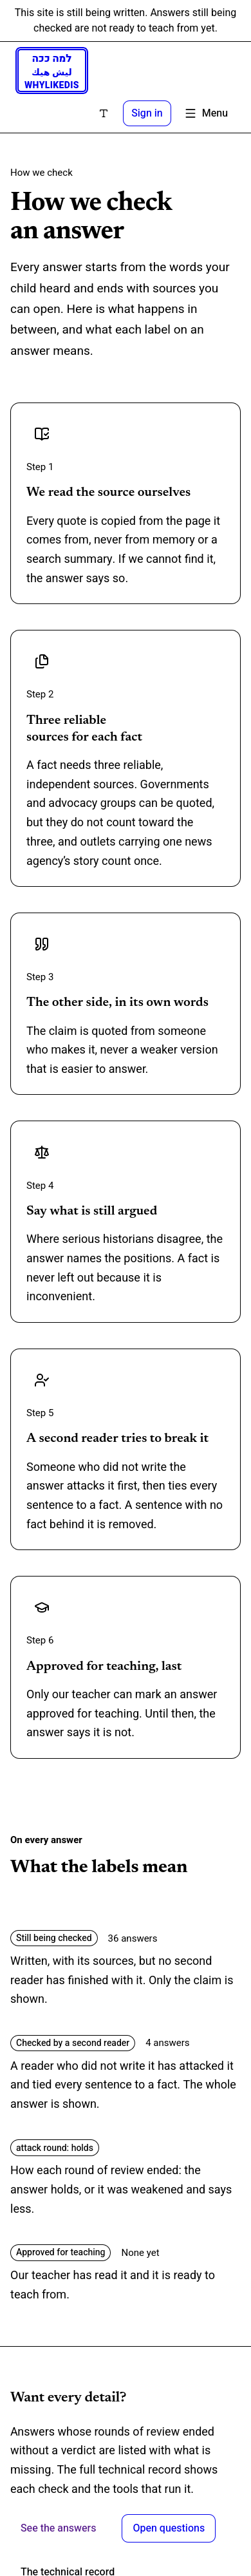 This site is still being written. Answers still being
checked are not ready to teach from yet.
למה ככה
ليش هيك
WHYLIKEDIS
Sign in
Menu
How we check
How we check
an answer
Every answer starts from the words your
child heard and ends with sources you
can open. Here is what happens in
between, and what each label on an
answer means.
Step 1
We read the source ourselves
Every quote is copied from the page it
comes from, never from memory or a
search summary. If we cannot find it,
the answer says so.
Step 2
Three reliable
sources for each fact
A fact needs three reliable,
independent sources. Governments
and advocacy groups can be quoted,
but they do not count toward the
three, and outlets carrying one news
agency’s story count once.
Step 3
The other side, in its own words
The claim is quoted from someone
who makes it, never a weaker version
that is easier to answer.
Step 4
Say what is still argued
Where serious historians disagree, the
answer names the positions. A fact is
never left out because it is
inconvenient.
Step 5
A second reader tries to break it
Someone who did not write the
answer attacks it first, then ties every
sentence to a fact. A sentence with no
fact behind it is removed.
Step 6
Approved for teaching, last
Only our teacher can mark an answer
approved for teaching. Until then, the
answer says it is not.
On every answer
What the labels mean
Still being checked 36 answers
Written, with its sources, but no second
reader has finished with it. Only the claim is
shown.
Checked by a second reader 4 answers
A reader who did not write it has attacked it
and tied every sentence to a fact. The whole
answer is shown.
attack round: holds
How each round of review ended: the
answer holds, or it was weakened and says
less.
Approved for teaching None yet
Our teacher has read it and it is ready to
teach from.
Want every detail?
Answers whose rounds of review ended
without a verdict are listed with what is
missing. The full technical record shows
each check and the tools that run it.
See the answers
Open questions
The technical record